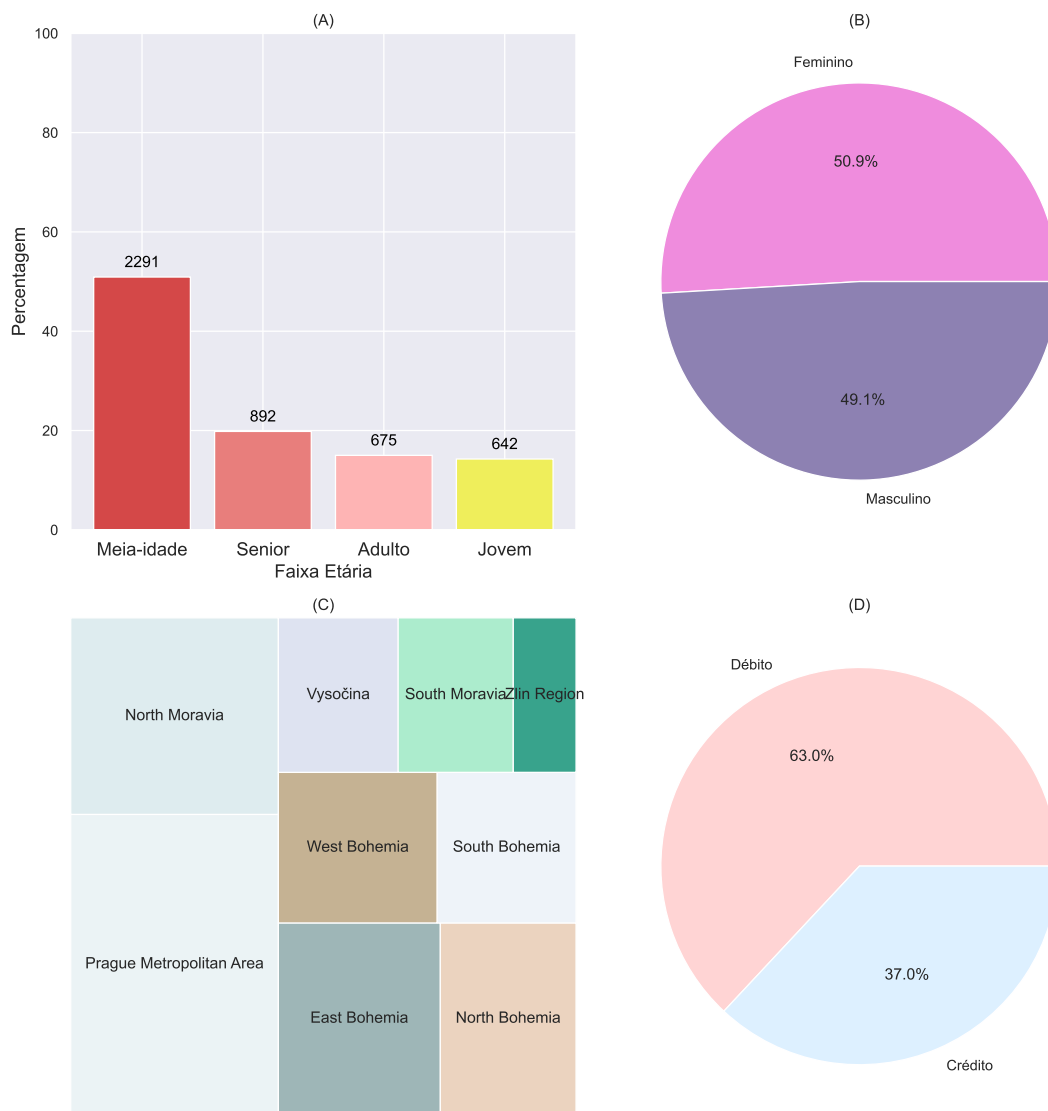 (A)
100
80
60
40
20
0
Percentagem
2291
892
675
642
Meia-idade
Senior
Adulto
Jovem
Faixa Etária
(B)
Feminino
50.9%
49.1%
Masculino
(C)
North Moravia
Vysočina
South Moravia
Zlin Region
West Bohemia
South Bohemia
Prague Metropolitan Area
East Bohemia
North Bohemia
(D)
Débito
63.0%
37.0%
Crédito